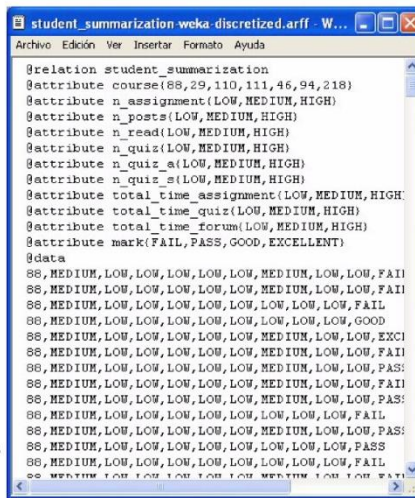 student_summarization-weka-discretized.arff - W...
Archivo Edición Ver Insertar Formato Ayuda
@relation student_summarization
@attribute course{88,29,110,111,46,94,218}
@attribute n_assignment{LOW,MEDIUM,HIGH}
@attribute n_posts{LOW,MEDIUM,HIGH}
@attribute n_read{LOW,MEDIUM,HIGH}
@attribute n_quiz{LOW,MEDIUM,HIGH}
@attribute n_quiz_a{LOW,MEDIUM,HIGH}
@attribute n_quiz_s{LOW,MEDIUM,HIGH}
@attribute total_time_assignment{LOW,MEDIUM,HIGH
@attribute total_time_quiz{LOW,MEDIUM,HIGH}
@attribute total_time_forum{LOW,MEDIUM,HIGH}
@attribute mark{FAIL,PASS,GOOD,EXCELLENT}
@data
88,MEDIUM,LOW,LOW,LOW,LOW,LOW,MEDIUM,LOW,LOW,FAI
88,MEDIUM,LOW,LOW,LOW,LOW,LOW,MEDIUM,LOW,LOW,FAI
88,MEDIUM,LOW,LOW,LOW,LOW,LOW,LOW,LOW,LOW,FAIL
88,MEDIUM,LOW,LOW,LOW,LOW,LOW,LOW,LOW,LOW,GOOD
88,MEDIUM,LOW,LOW,LOW,LOW,LOW,MEDIUM,LOW,LOW,EXC
88,MEDIUM,LOW,LOW,LOW,LOW,LOW,MEDIUM,LOW,LOW,FAI
88,MEDIUM,LOW,LOW,LOW,LOW,LOW,MEDIUM,LOW,LOW,PAS
88,MEDIUM,LOW,LOW,LOW,LOW,LOW,MEDIUM,LOW,LOW,FAI
88,MEDIUM,LOW,LOW,LOW,LOW,LOW,MEDIUM,LOW,LOW,PAS
88,MEDIUM,LOW,LOW,LOW,LOW,LOW,LOW,LOW,LOW,FAIL
88,MEDIUM,LOW,LOW,LOW,LOW,LOW,MEDIUM,LOW,LOW,PAS
88,MEDIUM,LOW,LOW,LOW,LOW,LOW,LOW,LOW,LOW,PASS
88,MEDIUM,LOW,LOW,LOW,LOW,LOW,LOW,LOW,LOW,FAIL